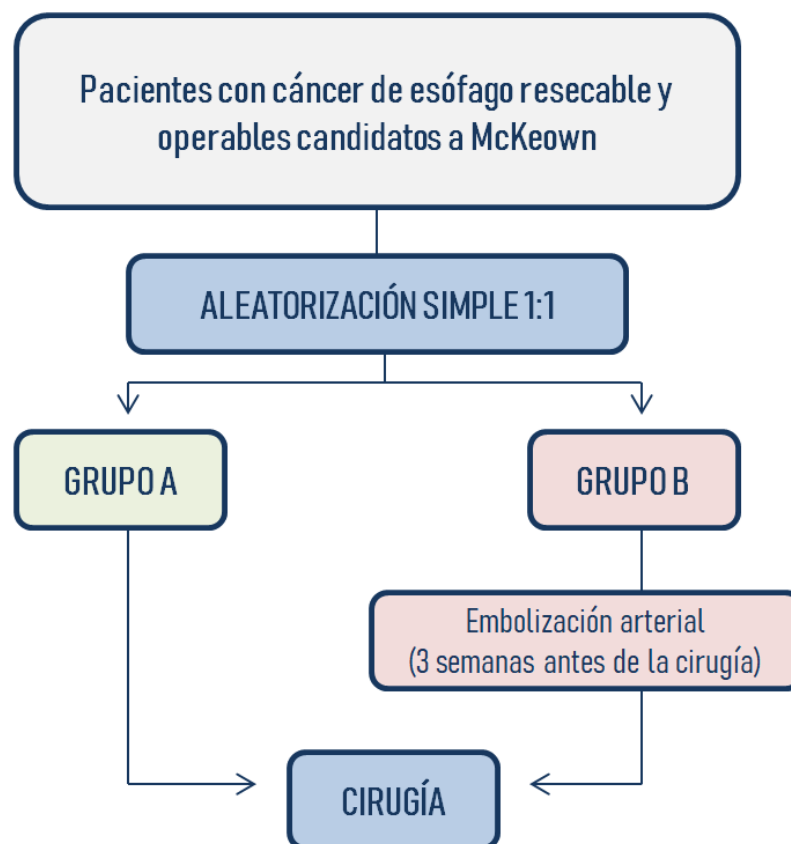 Pacientes con cáncer de esófago resecable y
operables candidatos a McKeown
ALEATORIZACIÓN SIMPLE 1:1
GRUPO A
GRUPO B
Embolización arterial
(3 semanas antes de la cirugía)
CIRUGÍA